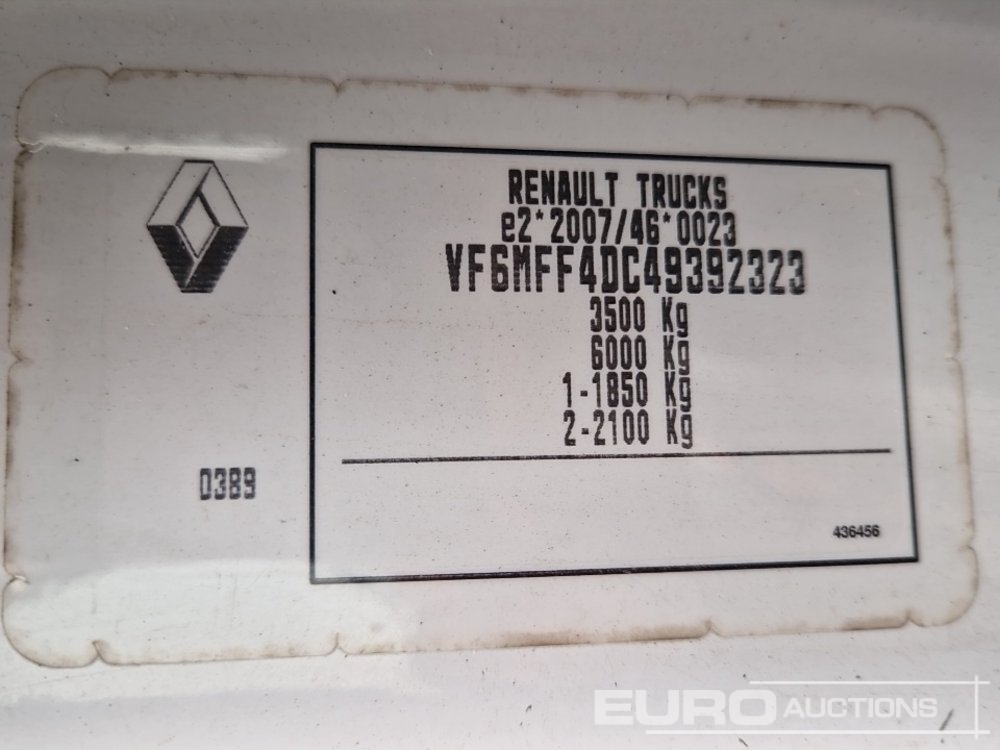 RENAULT TRUCKS
e2*2007/46*0023
VF6MFF4DC49392323
3500 Kg
6000 Kg
1-1850 Kg
2-2100 Kg
0389
436456
EURO AUCTIONS